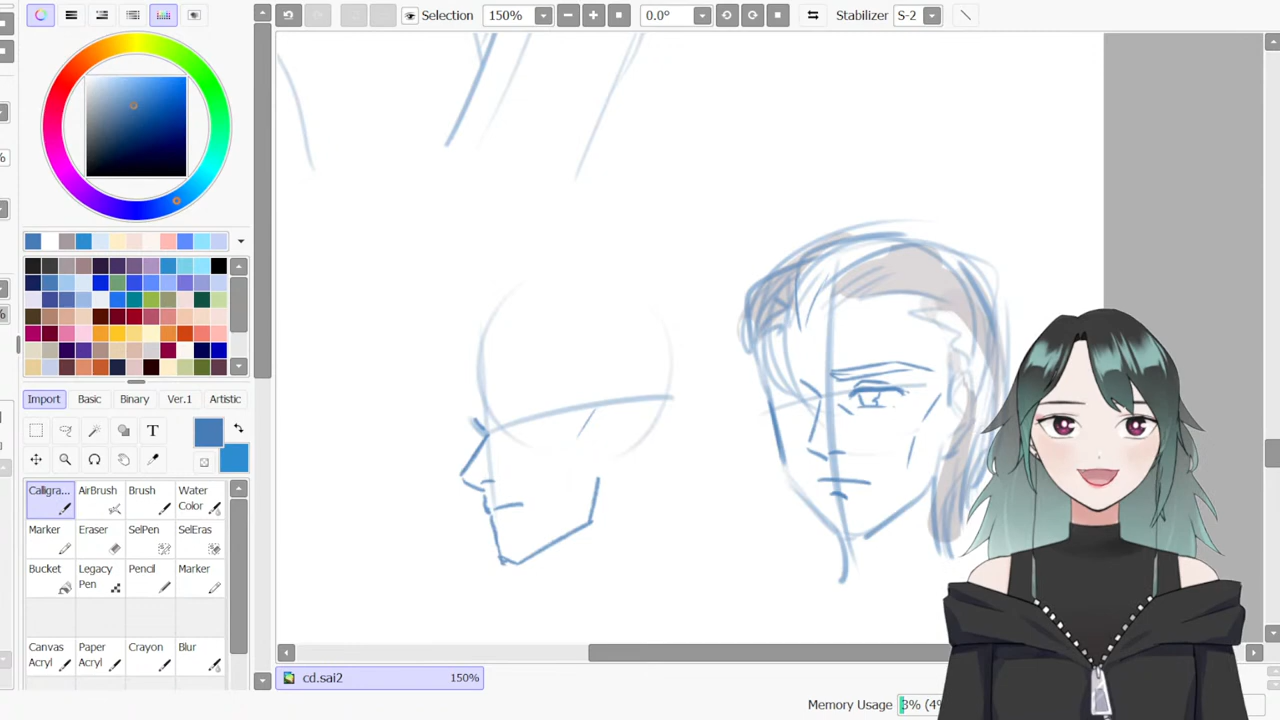 Selection 150% 0.0° Stabilizer S-2
%
%
Import Basic Binary Ver.1 Artistic
T
Calligra... AirBrush Brush Water Color
Marker Eraser SelPen SelEras
Bucket Legacy Pen Pencil Marker
Canvas Acryl Paper Acryl Crayon Blur
cd.sai2 150%
Memory Usage 3% (4%